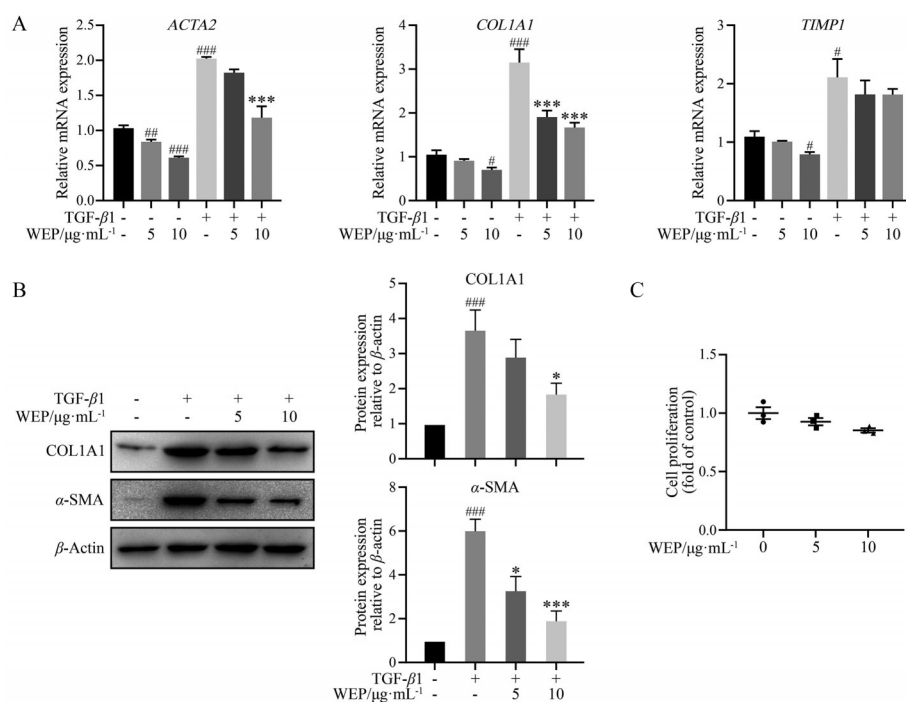 A
ACTA2
Relative mRNA expression
2.5
2.0
1.5
1.0
0.5
0.0
##
###
###
***
TGF-β1 - - - + + +
WEP/μg·mL⁻¹ - 5 10 - 5 10
COL1A1
Relative mRNA expression
4
3
2
1
0
#
###
***
***
TGF-β1 - - - + + +
WEP/μg·mL⁻¹ - 5 10 - 5 10
TIMP1
Relative mRNA expression
3
2
1
0
#
#
TGF-β1 - - - + + +
WEP/μg·mL⁻¹ - 5 10 - 5 10
B
TGF-β1 - + + +
WEP/μg·mL⁻¹ - - 5 10
COL1A1
α-SMA
β-Actin
COL1A1
Protein expression
relative to β-actin
5
4
3
2
1
0
###
*
α-SMA
Protein expression
relative to β-actin
8
6
4
2
0
###
*
***
TGF-β1 - + + +
WEP/μg·mL⁻¹ - - 5 10
C
Cell proliferation
(fold of control)
1.5
1.0
0.5
0.0
WEP/μg·mL⁻¹ 0 5 10